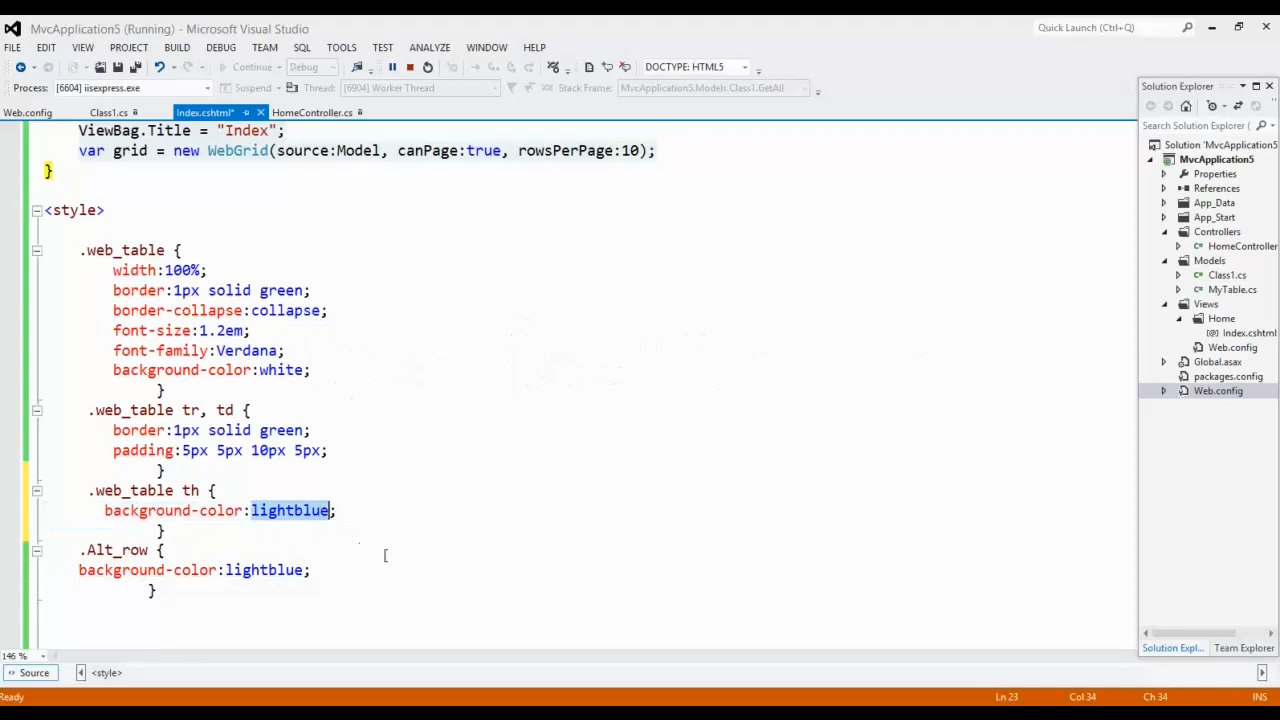 MvcApplication5 (Running) - Microsoft Visual Studio
Quick Launch (Ctrl+Q)
FILE EDIT VIEW PROJECT BUILD DEBUG TEAM SQL TOOLS TEST ANALYZE WINDOW HELP
Continue Debug DOCTYPE: HTML5
Process: [6604] iisexpress.exe Suspend Thread: [6904] Worker Thread Stack Frame: MvcApplication5.Models.Class1.GetAll
Web.config Class1.cs Index.cshtml* HomeController.cs
ViewBag.Title = "Index";
var grid = new WebGrid(source:Model, canPage:true, rowsPerPage:10);
}
<style>
.web_table {
width:100%;
border:1px solid green;
border-collapse:collapse;
font-size:1.2em;
font-family:Verdana;
background-color:white;
}
.web_table tr, td {
border:1px solid green;
padding:5px 5px 10px 5px;
}
.web_table th {
background-color:lightblue;
}
.Alt_row {
background-color:lightblue;
}
146 %
Source <style>
Ready Ln 23 Col 34 Ch 34 INS
Solution Explorer
Search Solution Explorer (
Solution 'MvcApplication5
MvcApplication5
Properties
References
App_Data
App_Start
Controllers
HomeController
Models
Class1.cs
MyTable.cs
Views
Home
Index.cshtml
Web.config
Global.asax
packages.config
Web.config
Solution Expl... Team Explorer